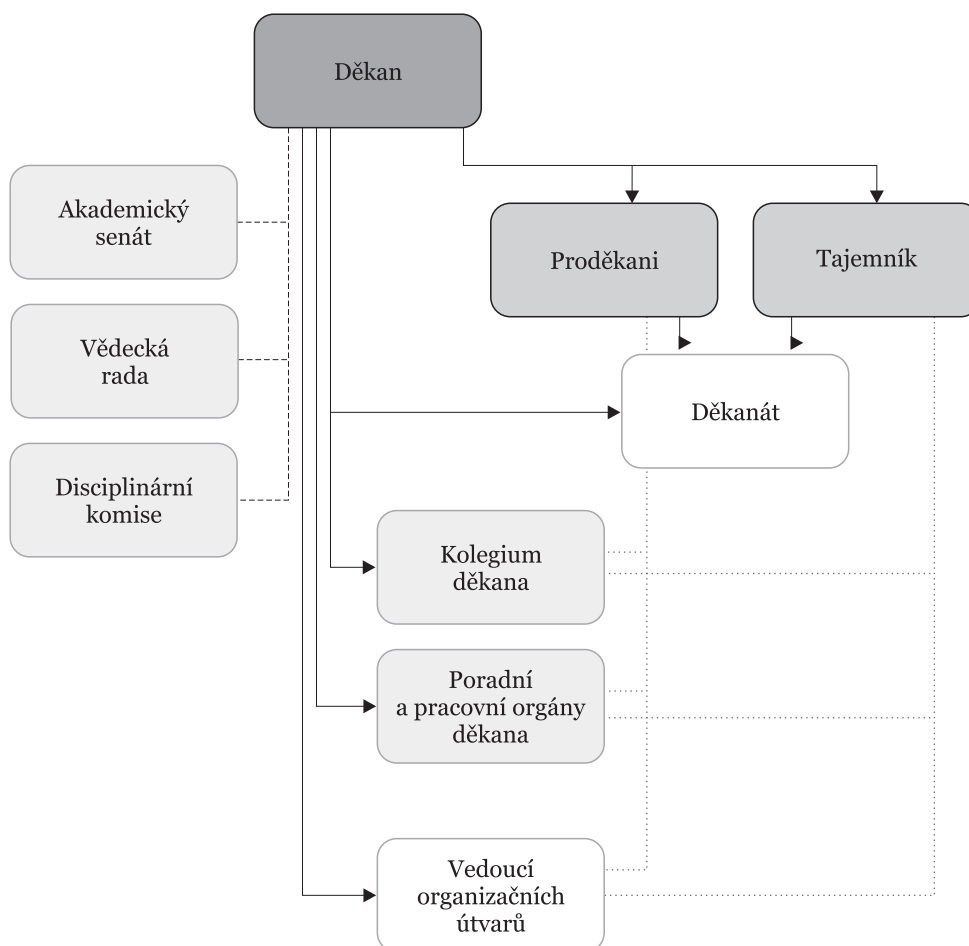 Děkan
Akademický
senát
Proděkani
Tajemník
Vědecká
rada
Děkanát
Disciplinární
komise
Kolegium
děkana
Poradní
a pracovní orgány
děkana
Vedoucí
organizačních
útvarů